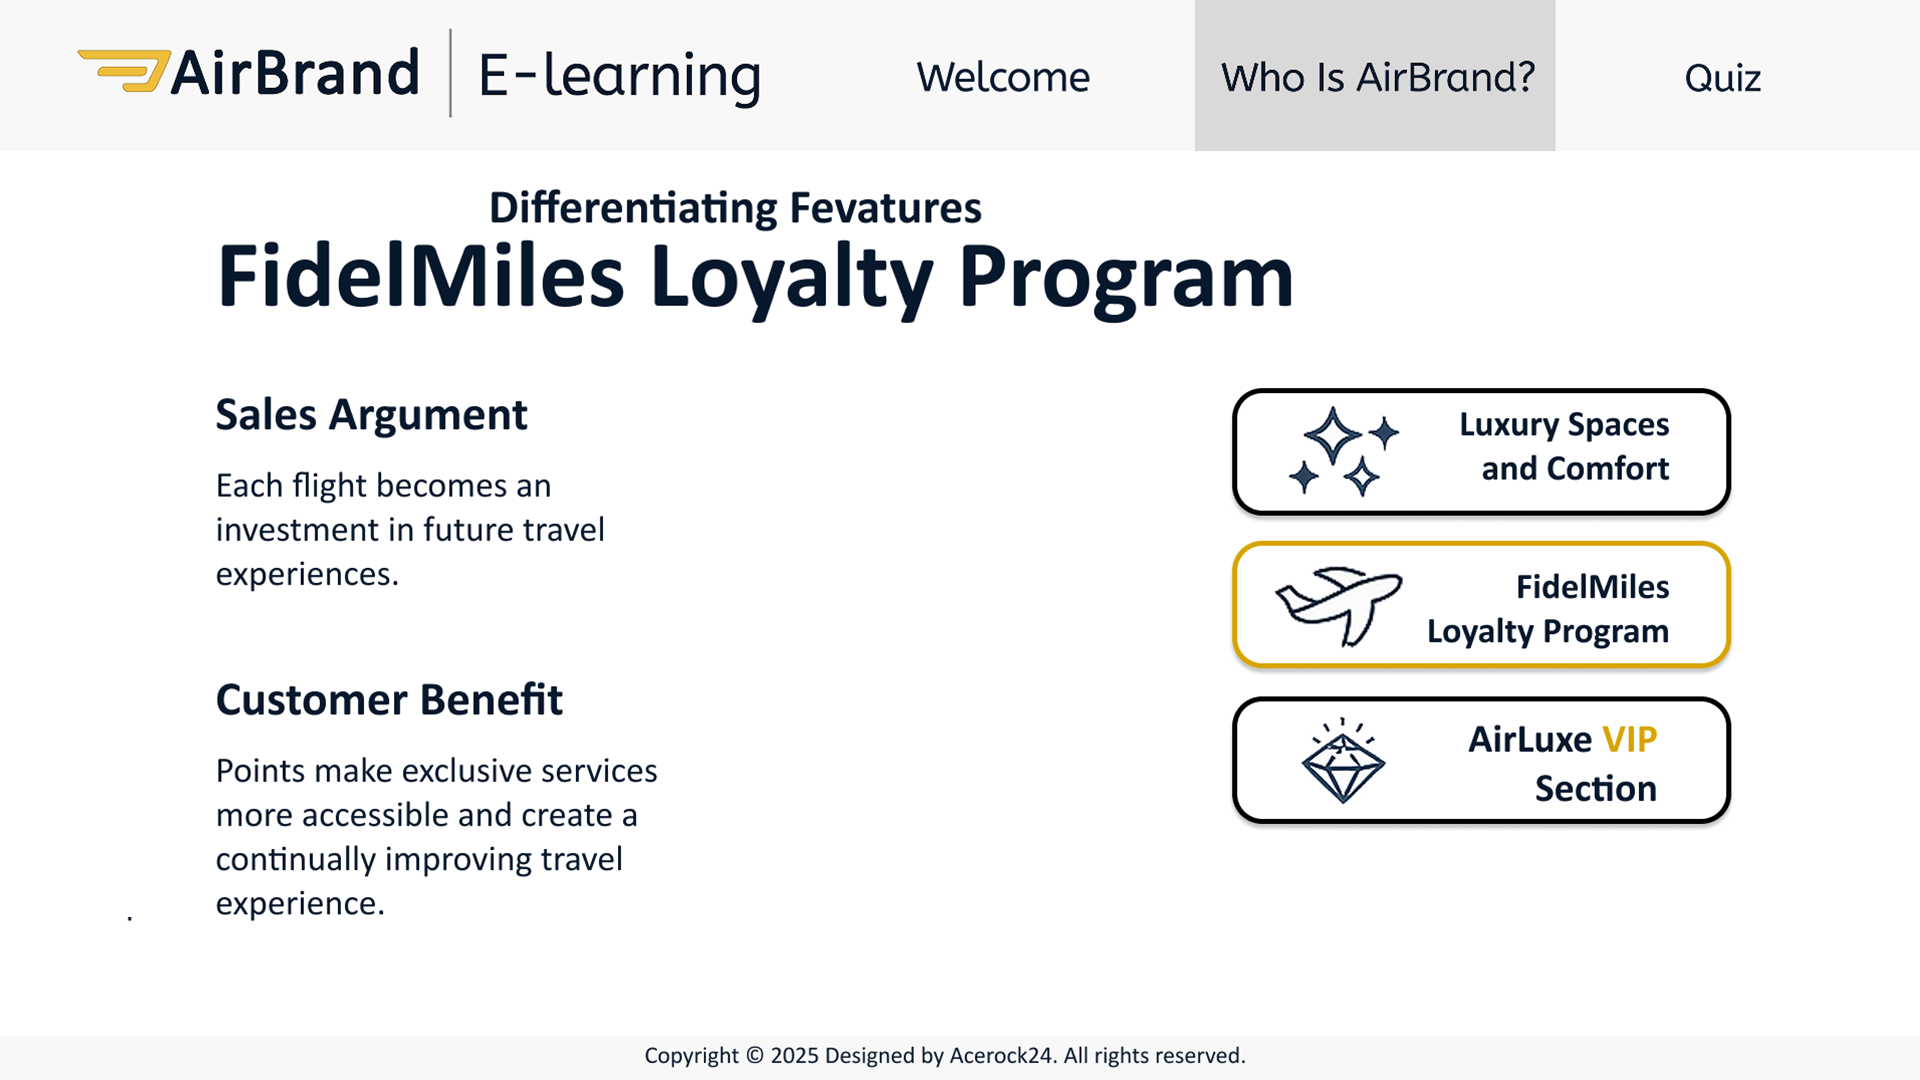 AirBrand
E-learning
Welcome
Who Is AirBrand?
Quiz
Differentiating Fevatures
FidelMiles Loyalty Program
Sales Argument
Each flight becomes an
investment in future travel
experiences.
Customer Benefit
Points make exclusive services
more accessible and create a
continually improving travel
experience.
.
Luxury Spaces
and Comfort
FidelMiles
Loyalty Program
AirLuxe VIP
Section
Copyright © 2025 Designed by Acerock24. All rights reserved.